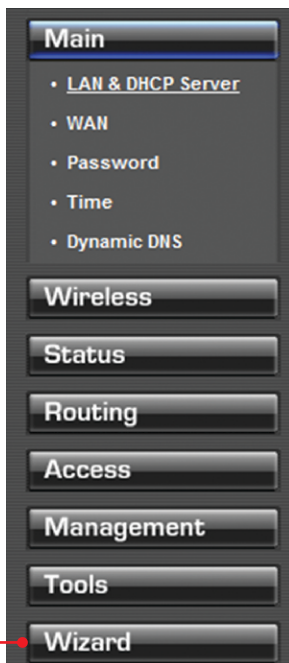 Main
• LAN & DHCP Server
• WAN
• Password
• Time
• Dynamic DNS
Wireless
Status
Routing
Access
Management
Tools
Wizard